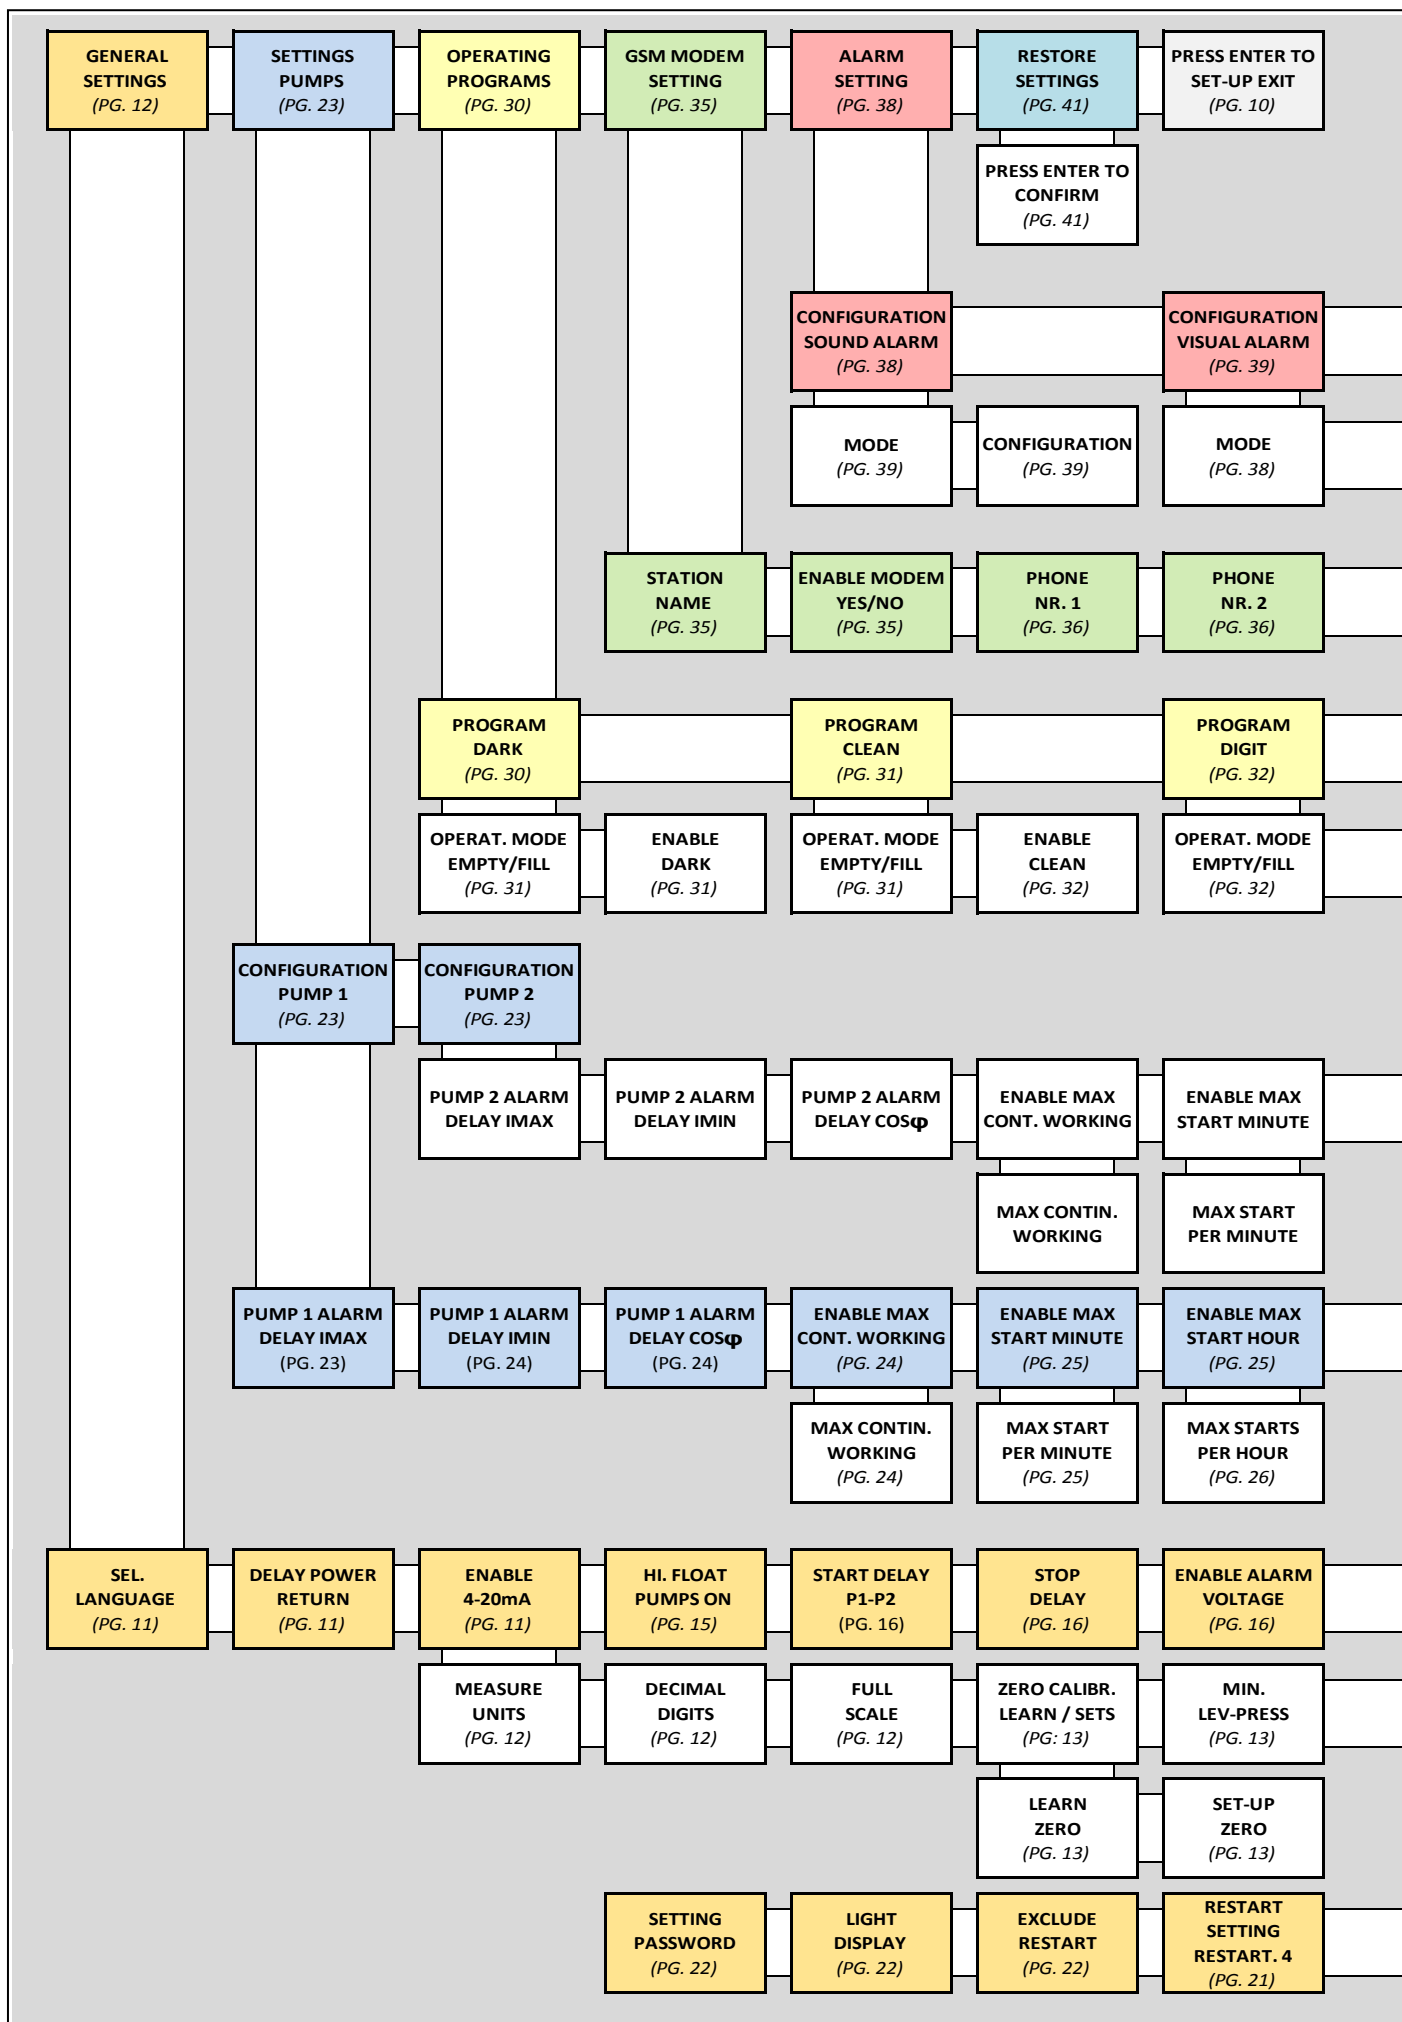 GENERAL
SETTINGS
(PG. 12)
SETTINGS
PUMPS
(PG. 23)
OPERATING
PROGRAMS
(PG. 30)
GSM MODEM
SETTING
(PG. 35)
ALARM
SETTING
(PG. 38)
RESTORE
SETTINGS
(PG. 41)
PRESS ENTER TO
SET-UP EXIT
(PG. 10)
PRESS ENTER TO
CONFIRM
(PG. 41)
CONFIGURATION
SOUND ALARM
(PG. 38)
CONFIGURATION
VISUAL ALARM
(PG. 39)
MODE
(PG. 39)
CONFIGURATION
(PG. 39)
MODE
(PG. 38)
STATION
NAME
(PG. 35)
ENABLE MODEM
YES/NO
(PG. 35)
PHONE
NR. 1
(PG. 36)
PHONE
NR. 2
(PG. 36)
PROGRAM
DARK
(PG. 30)
PROGRAM
CLEAN
(PG. 31)
PROGRAM
DIGIT
(PG. 32)
OPERAT. MODE
EMPTY/FILL
(PG. 31)
ENABLE
DARK
(PG. 31)
OPERAT. MODE
EMPTY/FILL
(PG. 31)
ENABLE
CLEAN
(PG. 32)
OPERAT. MODE
EMPTY/FILL
(PG. 32)
CONFIGURATION
PUMP 1
(PG. 23)
CONFIGURATION
PUMP 2
(PG. 23)
PUMP 2 ALARM
DELAY IMAX
PUMP 2 ALARM
DELAY IMIN
PUMP 2 ALARM
DELAY COSφ
ENABLE MAX
CONT. WORKING
ENABLE MAX
START MINUTE
MAX CONTIN.
WORKING
MAX START
PER MINUTE
PUMP 1 ALARM
DELAY IMAX
(PG. 23)
PUMP 1 ALARM
DELAY IMIN
(PG. 24)
PUMP 1 ALARM
DELAY COSφ
(PG. 24)
ENABLE MAX
CONT. WORKING
(PG. 24)
ENABLE MAX
START MINUTE
(PG. 25)
ENABLE MAX
START HOUR
(PG. 25)
MAX CONTIN.
WORKING
(PG. 24)
MAX START
PER MINUTE
(PG. 25)
MAX STARTS
PER HOUR
(PG. 26)
SEL.
LANGUAGE
(PG. 11)
DELAY POWER
RETURN
(PG. 11)
ENABLE
4-20mA
(PG. 11)
HI. FLOAT
PUMPS ON
(PG. 15)
START DELAY
P1-P2
(PG. 16)
STOP
DELAY
(PG. 16)
ENABLE ALARM
VOLTAGE
(PG. 16)
MEASURE
UNITS
(PG. 12)
DECIMAL
DIGITS
(PG. 12)
FULL
SCALE
(PG. 12)
ZERO CALIBR.
LEARN / SETS
(PG: 13)
MIN.
LEV-PRESS
(PG. 13)
LEARN
ZERO
(PG. 13)
SET-UP
ZERO
(PG. 13)
SETTING
PASSWORD
(PG. 22)
LIGHT
DISPLAY
(PG. 22)
EXCLUDE
RESTART
(PG. 22)
RESTART
SETTING
RESTART. 4
(PG. 21)